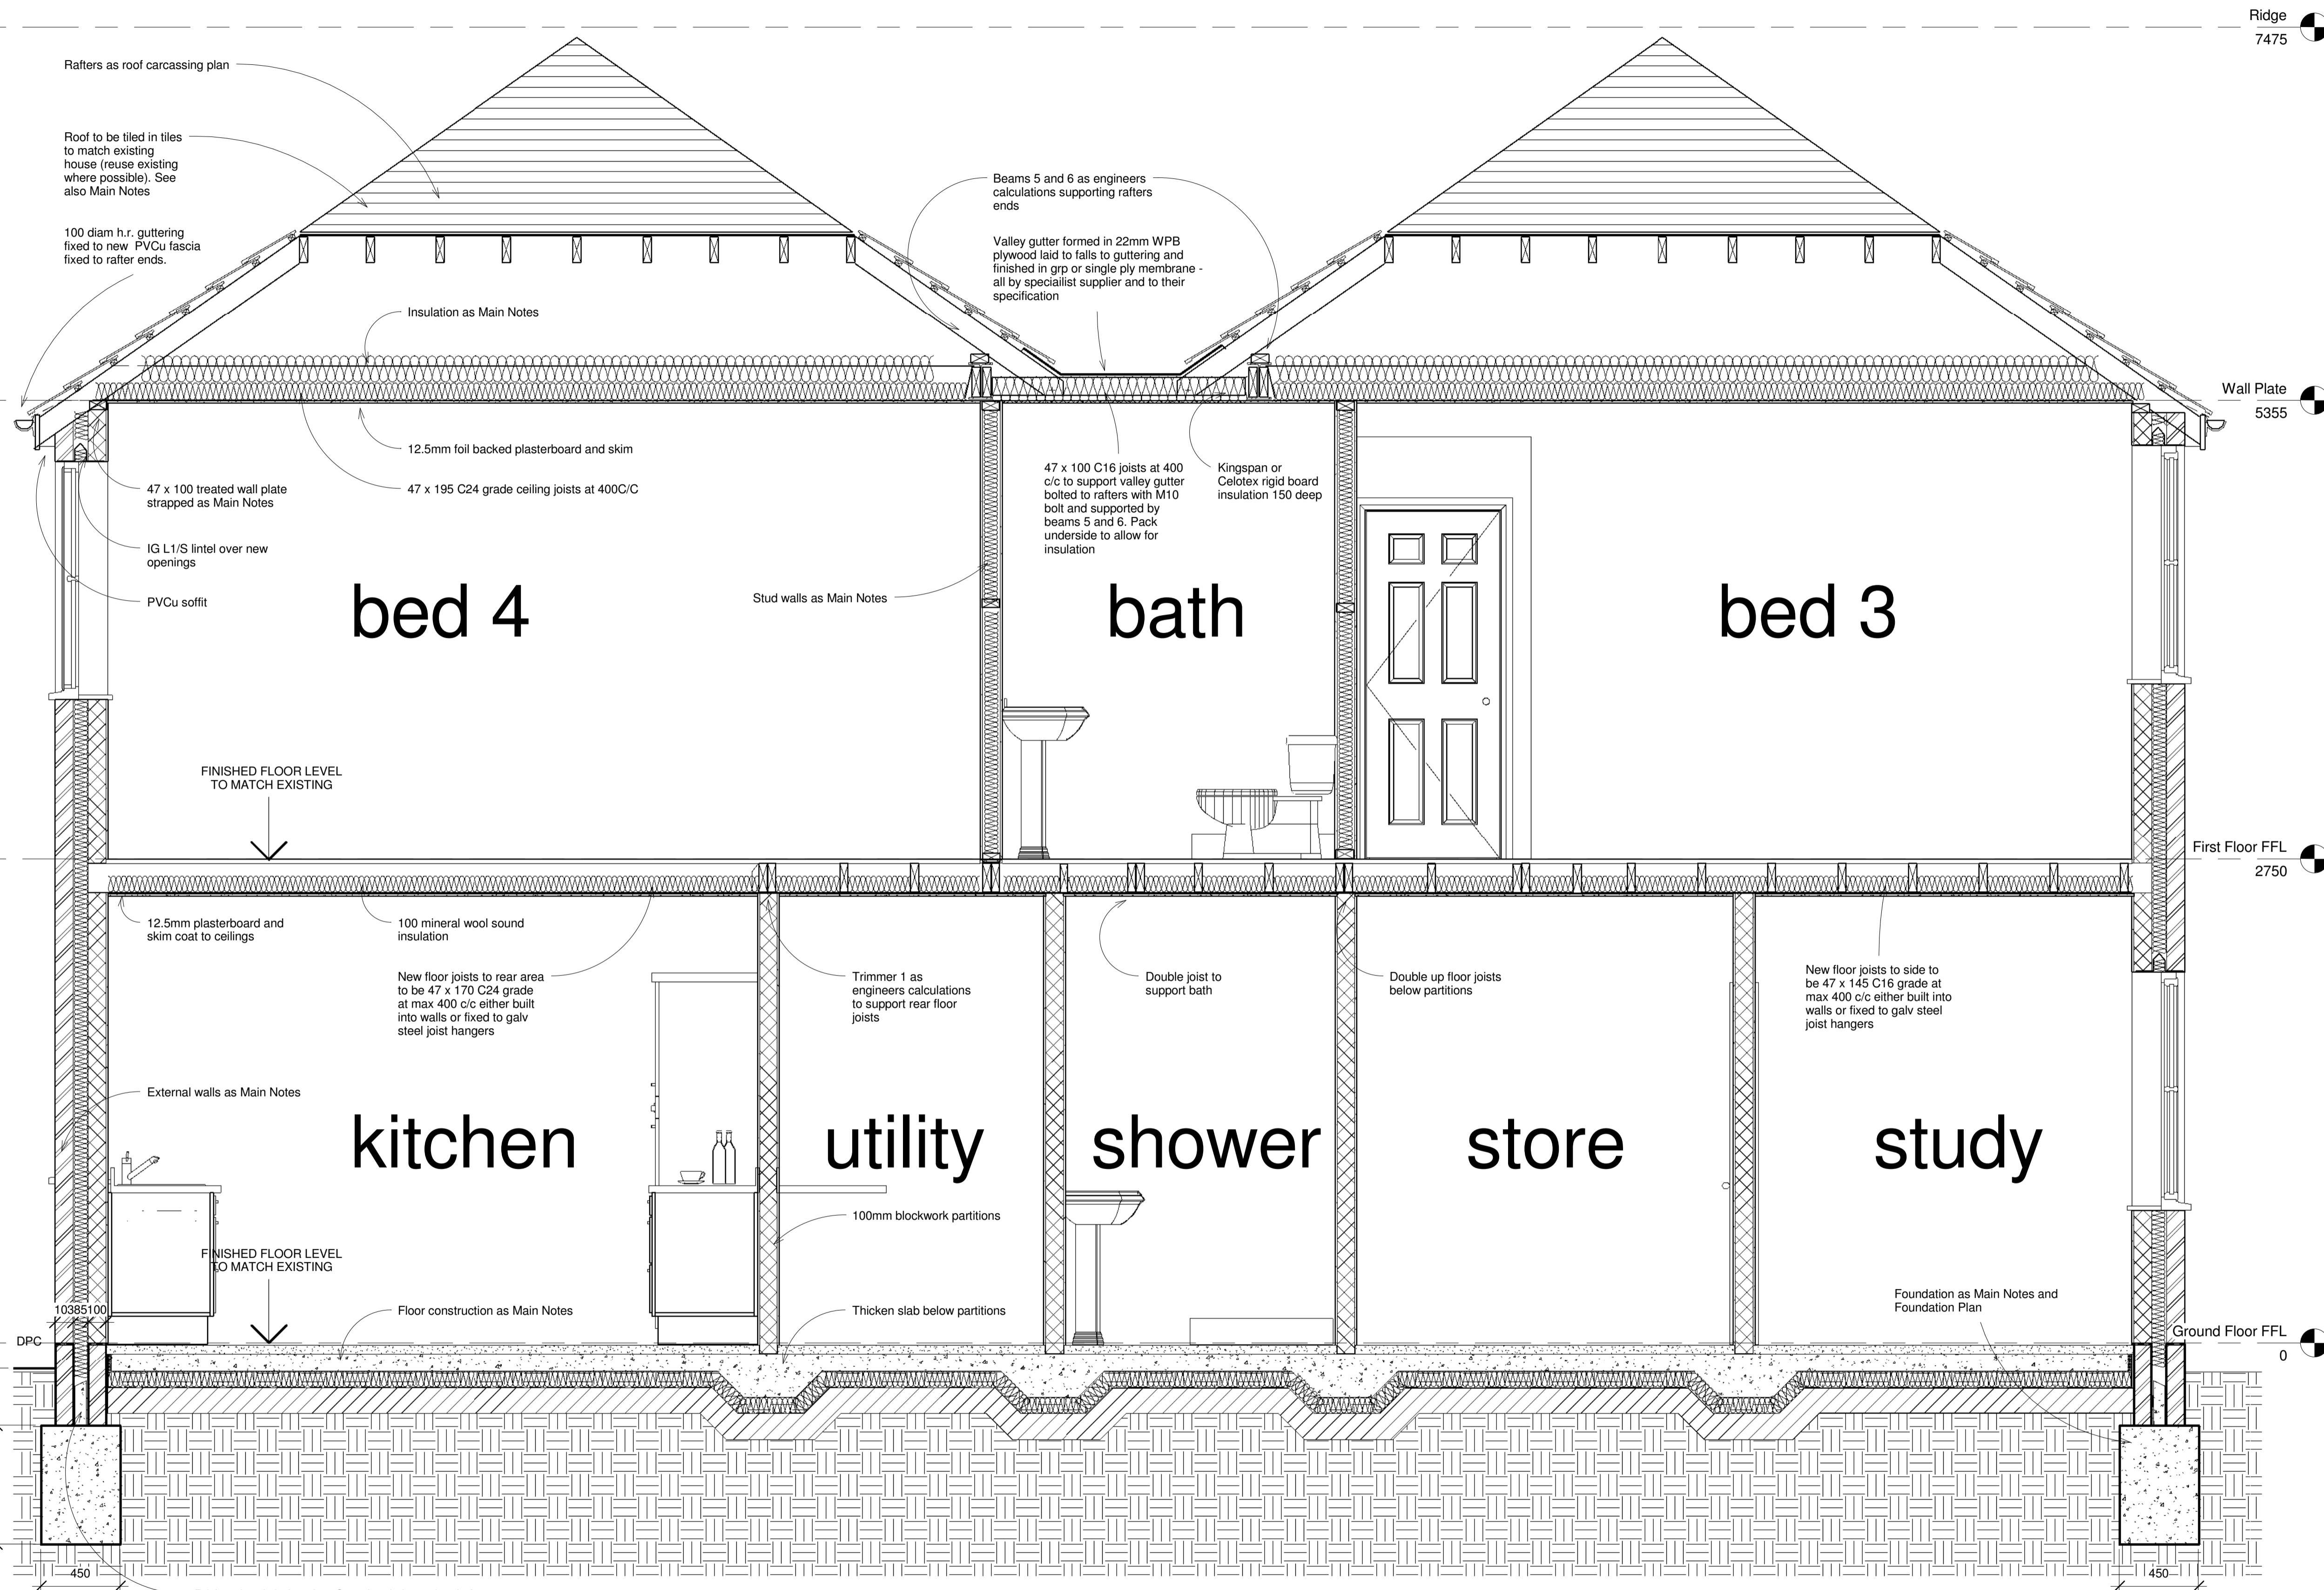 Ridge
7475
Rafters as roof carcassing plan
Roof to be tiled in tiles
to match existing
house (reuse existing
where possible). See
also Main Notes
100 diam h.r. guttering
fixed to new PVCu fascia
fixed to rafter ends.
Beams 5 and 6 as engineers
calculations supporting rafters
ends
Valley gutter formed in 22mm WPB
plywood laid to falls to guttering and
finished in grp or single ply membrane -
all by speciailist supplier and to their
specification
Insulation as Main Notes
Wall Plate
5355
12.5mm foil backed plasterboard and skim
47 x 195 C24 grade ceiling joists at 400C/C
47 x 100 treated wall plate
strapped as Main Notes
IG L1/S lintel over new
openings
PVCu soffit
47 x 100 C16 joists at 400
c/c to support valley gutter
bolted to rafters with M10
bolt and supported by
beams 5 and 6. Pack
underside to allow for
insulation
Kingspan or
Celotex rigid board
insulation 150 deep
Stud walls as Main Notes
bed 4
bath
bed 3
FINISHED FLOOR LEVEL
TO MATCH EXISTING
First Floor FFL
2750
12.5mm plasterboard and
skim coat to ceilings
100 mineral wool sound
insulation
New floor joists to rear area
to be 47 x 170 C24 grade
at max 400 c/c either built
into walls or fixed to galv
steel joist hangers
Trimmer 1 as
engineers calculations
to support rear floor
joists
Double joist to
support bath
Double up floor joists
below partitions
New floor joists to side to
be 47 x 145 C16 grade at
max 400 c/c either built into
walls or fixed to galv steel
joist hangers
External walls as Main Notes
kitchen
utility
shower
store
study
100mm blockwork partitions
FINISHED FLOOR LEVEL
TO MATCH EXISTING
10385100
Floor construction as Main Notes
Thicken slab below partitions
Foundation as Main Notes and
Foundation Plan
DPC
Ground Floor FFL
0
450
450